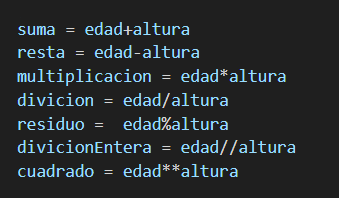 suma = edad+altura
resta = edad-altura
multiplicacion = edad*altura
divicion = edad/altura
residuo =  edad%altura
divicionEntera = edad//altura
cuadrado = edad**altura